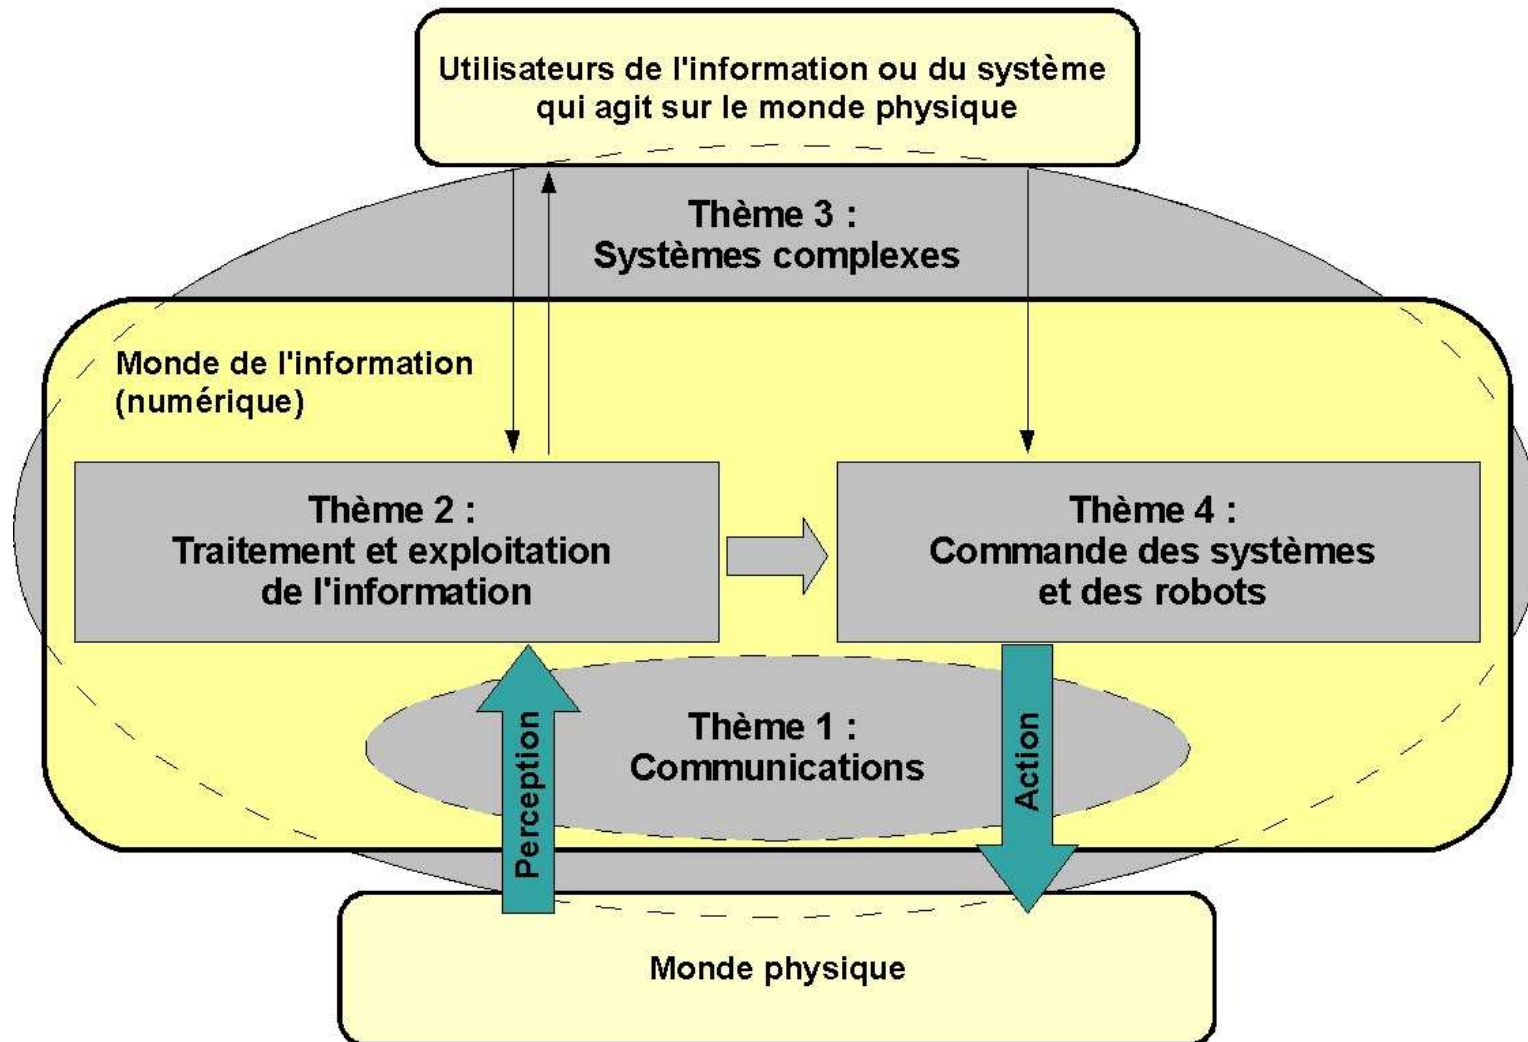 Utilisateurs de l'information ou du système
qui agit sur le monde physique
Thème 3 :
Systèmes complexes
Monde de l'information
(numérique)
Thème 2 :
Traitement et exploitation
de l'information
Thème 4 :
Commande des systèmes
et des robots
Perception
Thème 1 :
Communications
Action
Monde physique